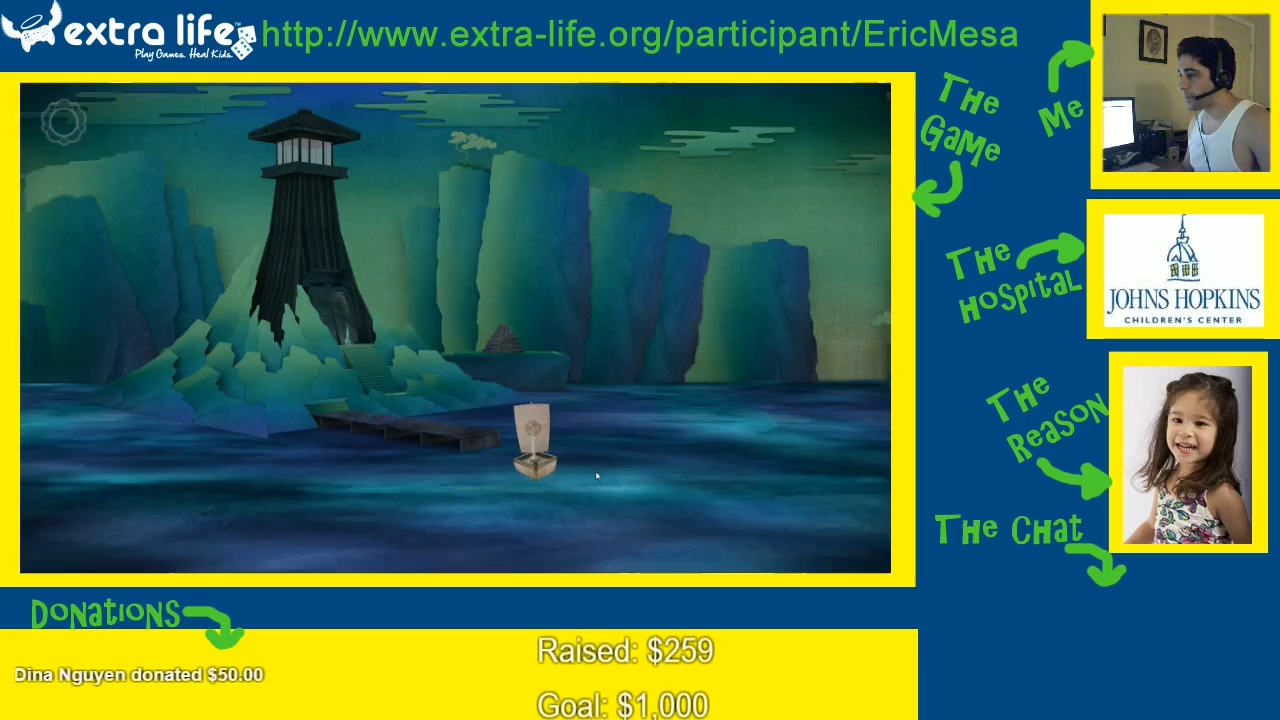 extra life
Play Games. Heal Kids.
http://www.extra-life.org/participant/EricMesa
The Game
Me
The Hospital
JOHNS HOPKINS
CHILDREN'S CENTER
The Reason
The Chat
Donations
Dina Nguyen donated $50.00
Raised: $259
Goal: $1,000